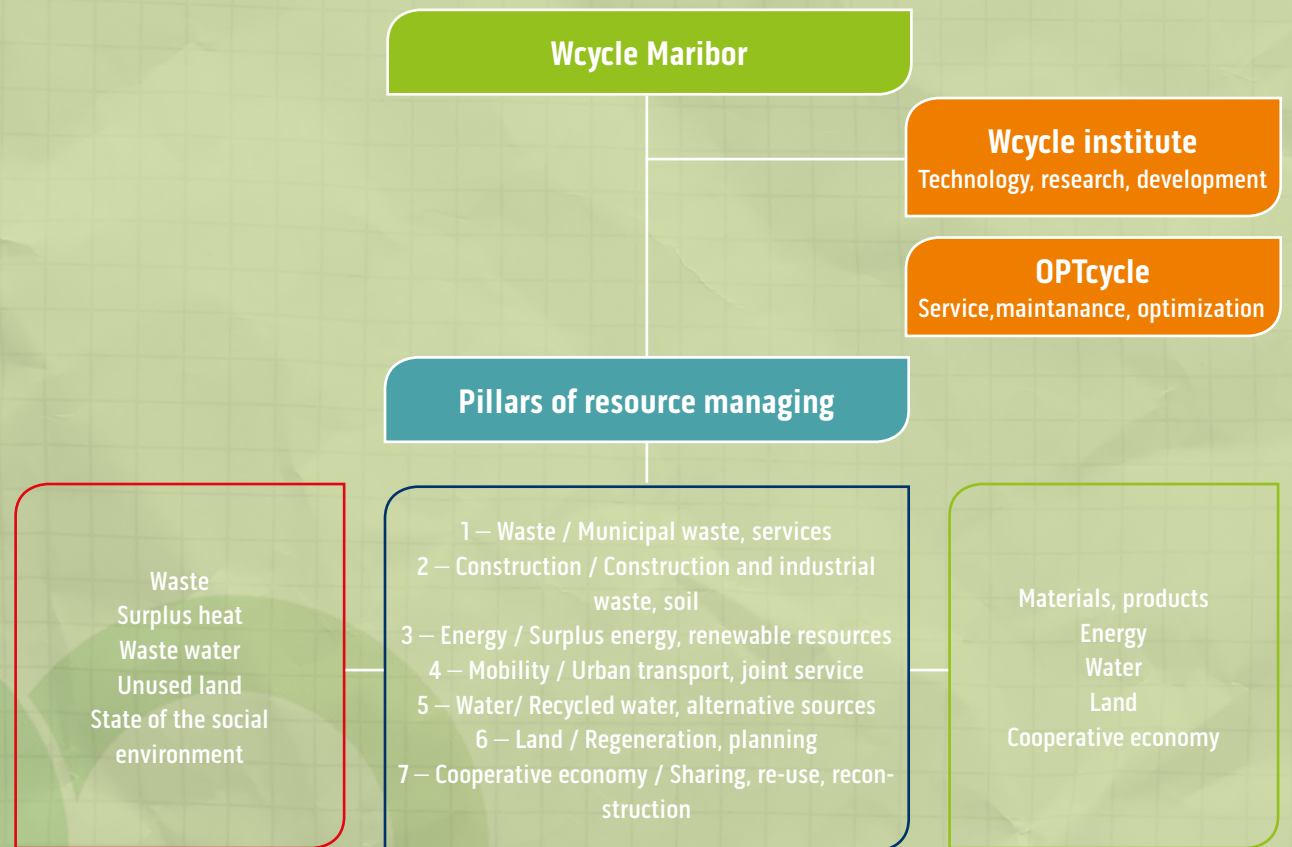 Wcycle Maribor
Wcycle institute
Technology, research, development
OPTcycle
Service,maintanance, optimization
Pillars of resource managing
Waste
Surplus heat
Waste water
Unused land
State of the social
environment
1 – Waste / Municipal waste, services
2 – Construction / Construction and industrial
waste, soil
3 – Energy / Surplus energy, renewable resources
4 – Mobility / Urban transport, joint service
5 – Water/ Recycled water, alternative sources
6 – Land / Regeneration, planning
7 – Cooperative economy / Sharing, re-use, recon-
struction
Materials, products
Energy
Water
Land
Cooperative economy